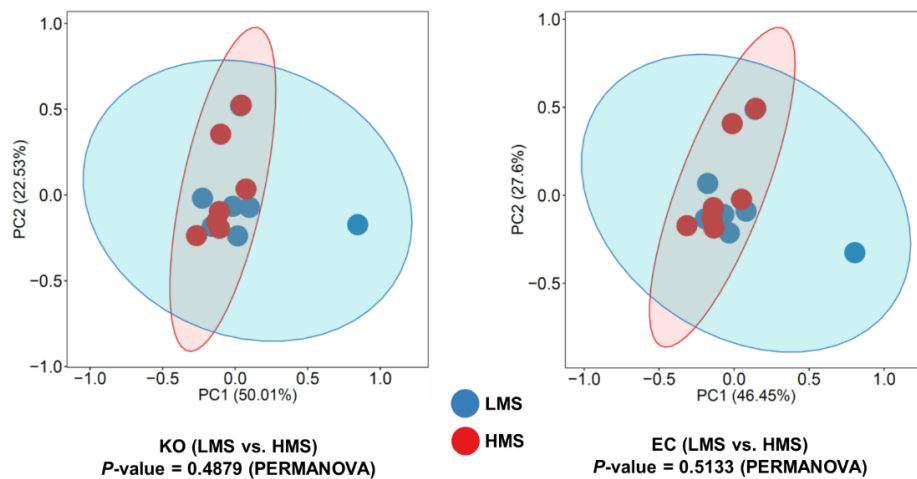 1.0
0.5
0.0
−0.5
−1.0
PC2 (22.53%)
−1.0 −0.5 0.0 0.5 1.0
PC1 (50.01%)
KO (LMS vs. HMS)
P-value = 0.4879 (PERMANOVA)
LMS
HMS
1.0
0.5
0.0
−0.5
PC2 (27.6%)
−1.0 −0.5 0.0 0.5 1.0
PC1 (46.45%)
EC (LMS vs. HMS)
P-value = 0.5133 (PERMANOVA)